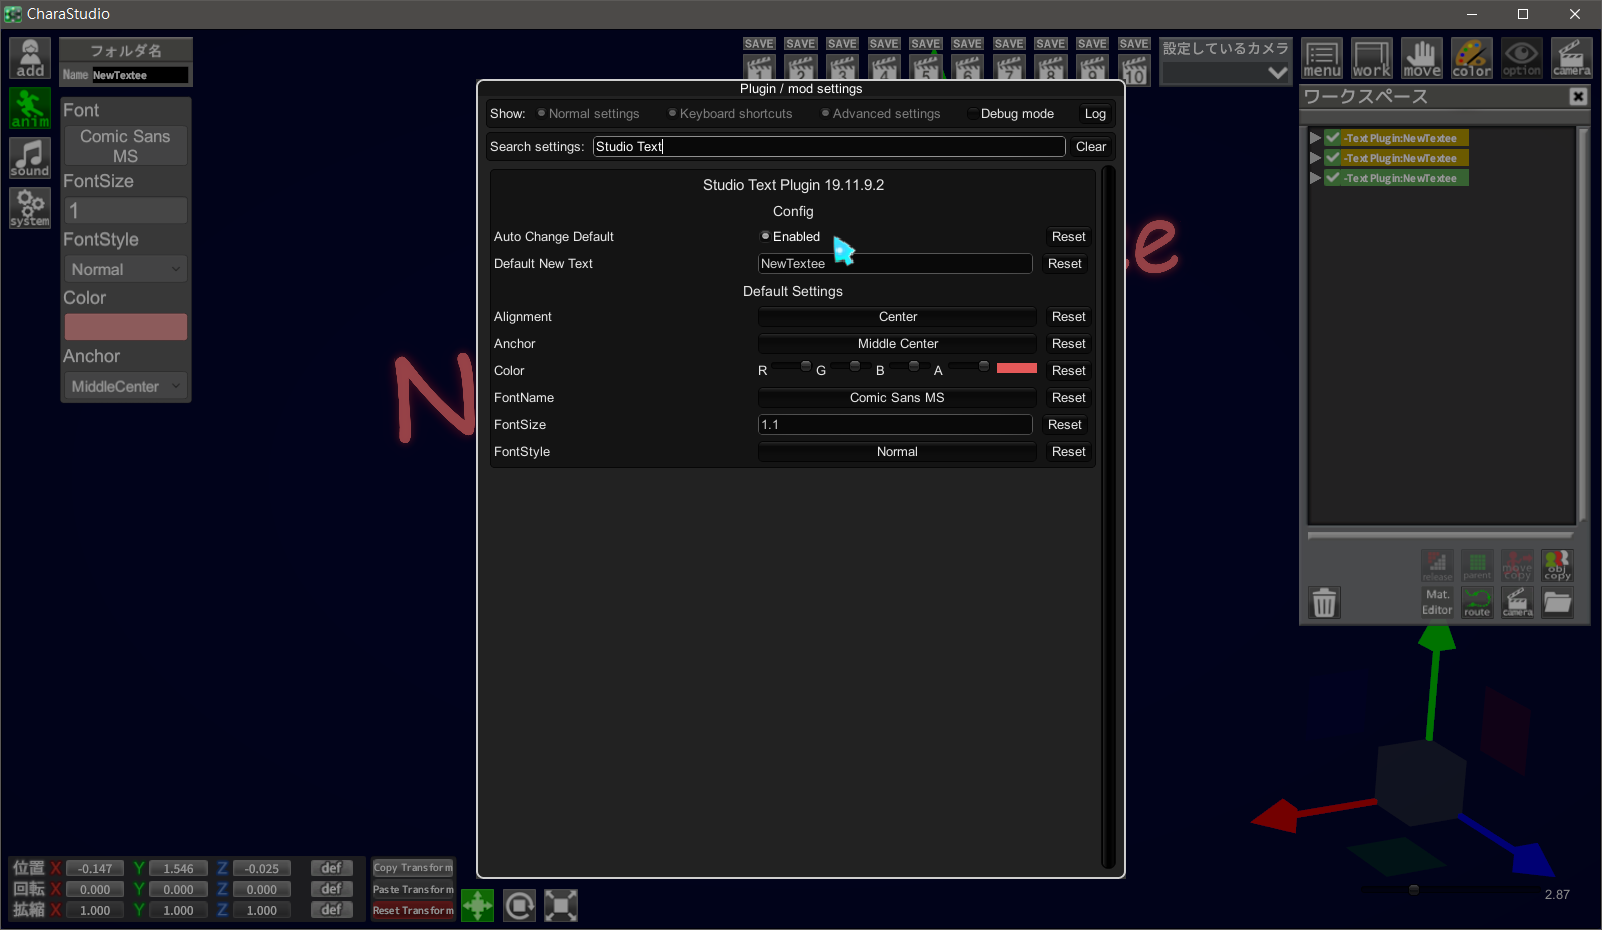 CharaStudio
add
フォルダ名
Name NewTextee
anim
sound
system
Font
Comic Sans
MS
FontSize
1
FontStyle
Normal
Color
Anchor
MiddleCenter
SAVE SAVE SAVE SAVE SAVE SAVE SAVE SAVE SAVE SAVE
1 2 3 4 5 6 7 8 9 10
設定しているカメラ
menu work move color option camera
Plugin / mod settings
Show: Normal settings Keyboard shortcuts Advanced settings Debug mode Log
Search settings: Studio Text Clear
Studio Text Plugin 19.11.9.2
Config
Auto Change Default Enabled Reset
Default New Text NewTextee Reset
Default Settings
Alignment Center Reset
Anchor Middle Center Reset
Color R G B A Reset
FontName Comic Sans MS Reset
FontSize 1.1 Reset
FontStyle Normal Reset
N
e
ワークスペース
-Text Plugin:NewTextee
-Text Plugin:NewTextee
-Text Plugin:NewTextee
release parent move copy obj copy
Mat. Editor route camera
位置 X -0.147 Y 1.546 Z -0.025 def
回転 X 0.000 Y 0.000 Z 0.000 def
拡縮 X 1.000 Y 1.000 Z 1.000 def
Copy Transform
Paste Transform
Reset Transform
2.87